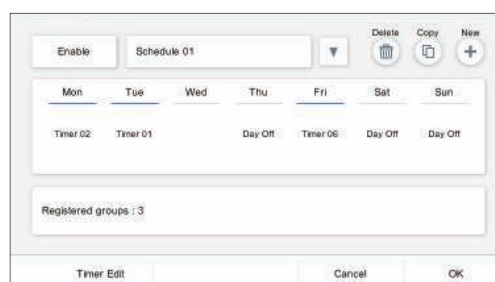 Delete Copy New
Enable Schedule 01
Mon Tue Wed Thu Fri Sat Sun
Timer 02 Timer 01 Day Off Timer 06 Day Off Day Off
Registered groups : 3
Timer Edit Cancel OK